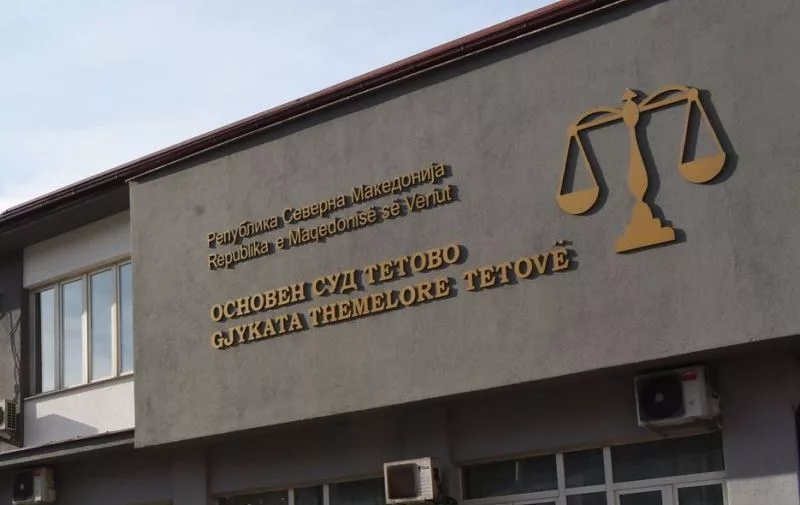 Република Северна Македонија
Republika e Maqedonisë së Veriut
ОСНОВЕН СУД ТЕТОВО
GJYKATA THEMELORE TETOVË